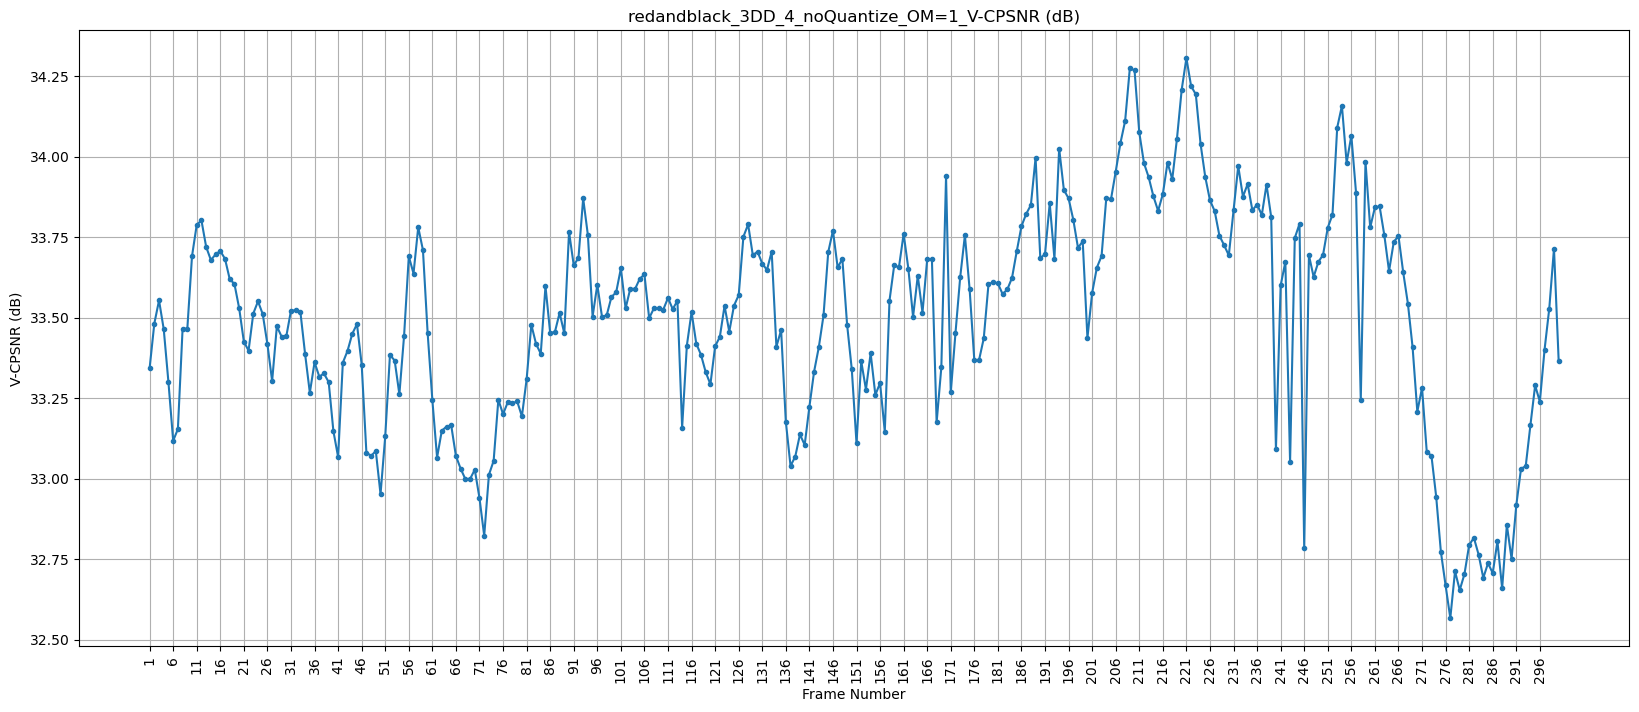 redandblack_3DD_4_noQuantize_OM=1_V-CPSNR (dB)
V-CPSNR (dB)
34.25
34.00
33.75
33.50
33.25
33.00
32.75
32.50
1 6 11 16 21 26 31 36 41 46 51 56 61 66 71 76 81 86 91 96 101 106 111 116 121 126 131 136 141 146 151 156 161 166 171 176 181 186 191 196 201 206 211 216 221 226 231 236 241 246 251 256 261 266 271 276 281 286 291 296
Frame Number